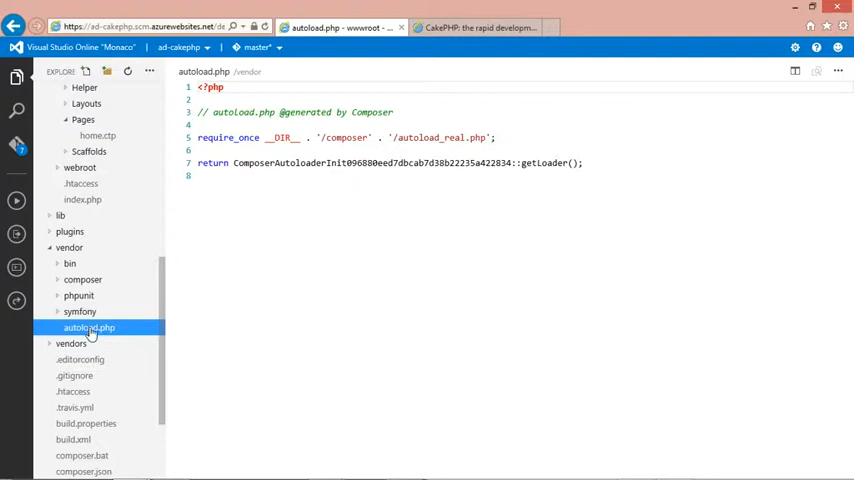 https://ad-cakephp.scm.azurewebsites.net/de
autoload.php - wwwroot - ...
CakePHP: the rapid developm...
Visual Studio Online "Monaco"
ad-cakephp
master*
EXPLORE
autoload.php /vendor
Helper
Layouts
Pages
home.ctp
Scaffolds
webroot
.htaccess
index.php
lib
plugins
vendor
bin
composer
phpunit
symfony
autoload.php
vendors
.editorconfig
.gitignore
.htaccess
.travis.yml
build.properties
build.xml
composer.bat
composer.json
7
1 <?php
2
3 // autoload.php @generated by Composer
4
5 require_once __DIR__ . '/composer' . '/autoload_real.php';
6
7 return ComposerAutoloaderInit096880eed7dbcab7d38b22235a422834::getLoader();
8